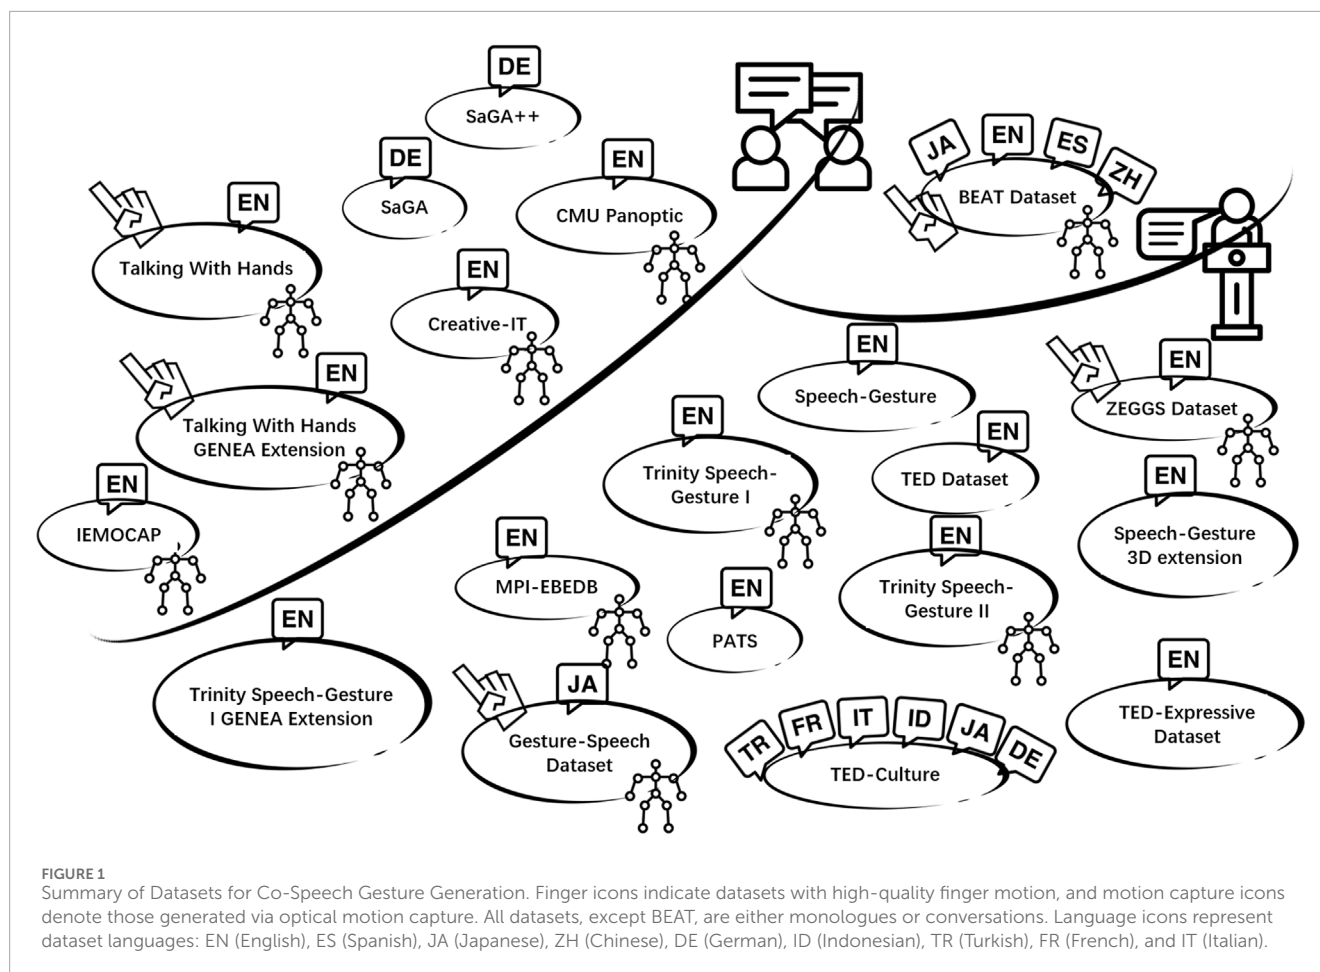 DE
SaGA++
DE
SaGA
EN
CMU Panoptic
EN
Talking With Hands
EN
Creative-IT
EN
Talking With Hands
GENEA Extension
EN
IEMOCAP
JA
EN
ES
ZH
BEAT Dataset
EN
Speech-Gesture
EN
ZEGGS Dataset
EN
Trinity Speech-
Gesture I
EN
TED Dataset
EN
Speech-Gesture
3D extension
EN
MPI-EBEDB
EN
Trinity Speech-
Gesture II
EN
PATS
EN
Trinity Speech-Gesture
I GENEA Extension
JA
Gesture-Speech
Dataset
TR
FR
IT
ID
JA
DE
TED-Culture
EN
TED-Expressive
Dataset
FIGURE 1
Summary of Datasets for Co-Speech Gesture Generation. Finger icons indicate datasets with high-quality finger motion, and motion capture icons
denote those generated via optical motion capture. All datasets, except BEAT, are either monologues or conversations. Language icons represent
dataset languages: EN (English), ES (Spanish), JA (Japanese), ZH (Chinese), DE (German), ID (Indonesian), TR (Turkish), FR (French), and IT (Italian).